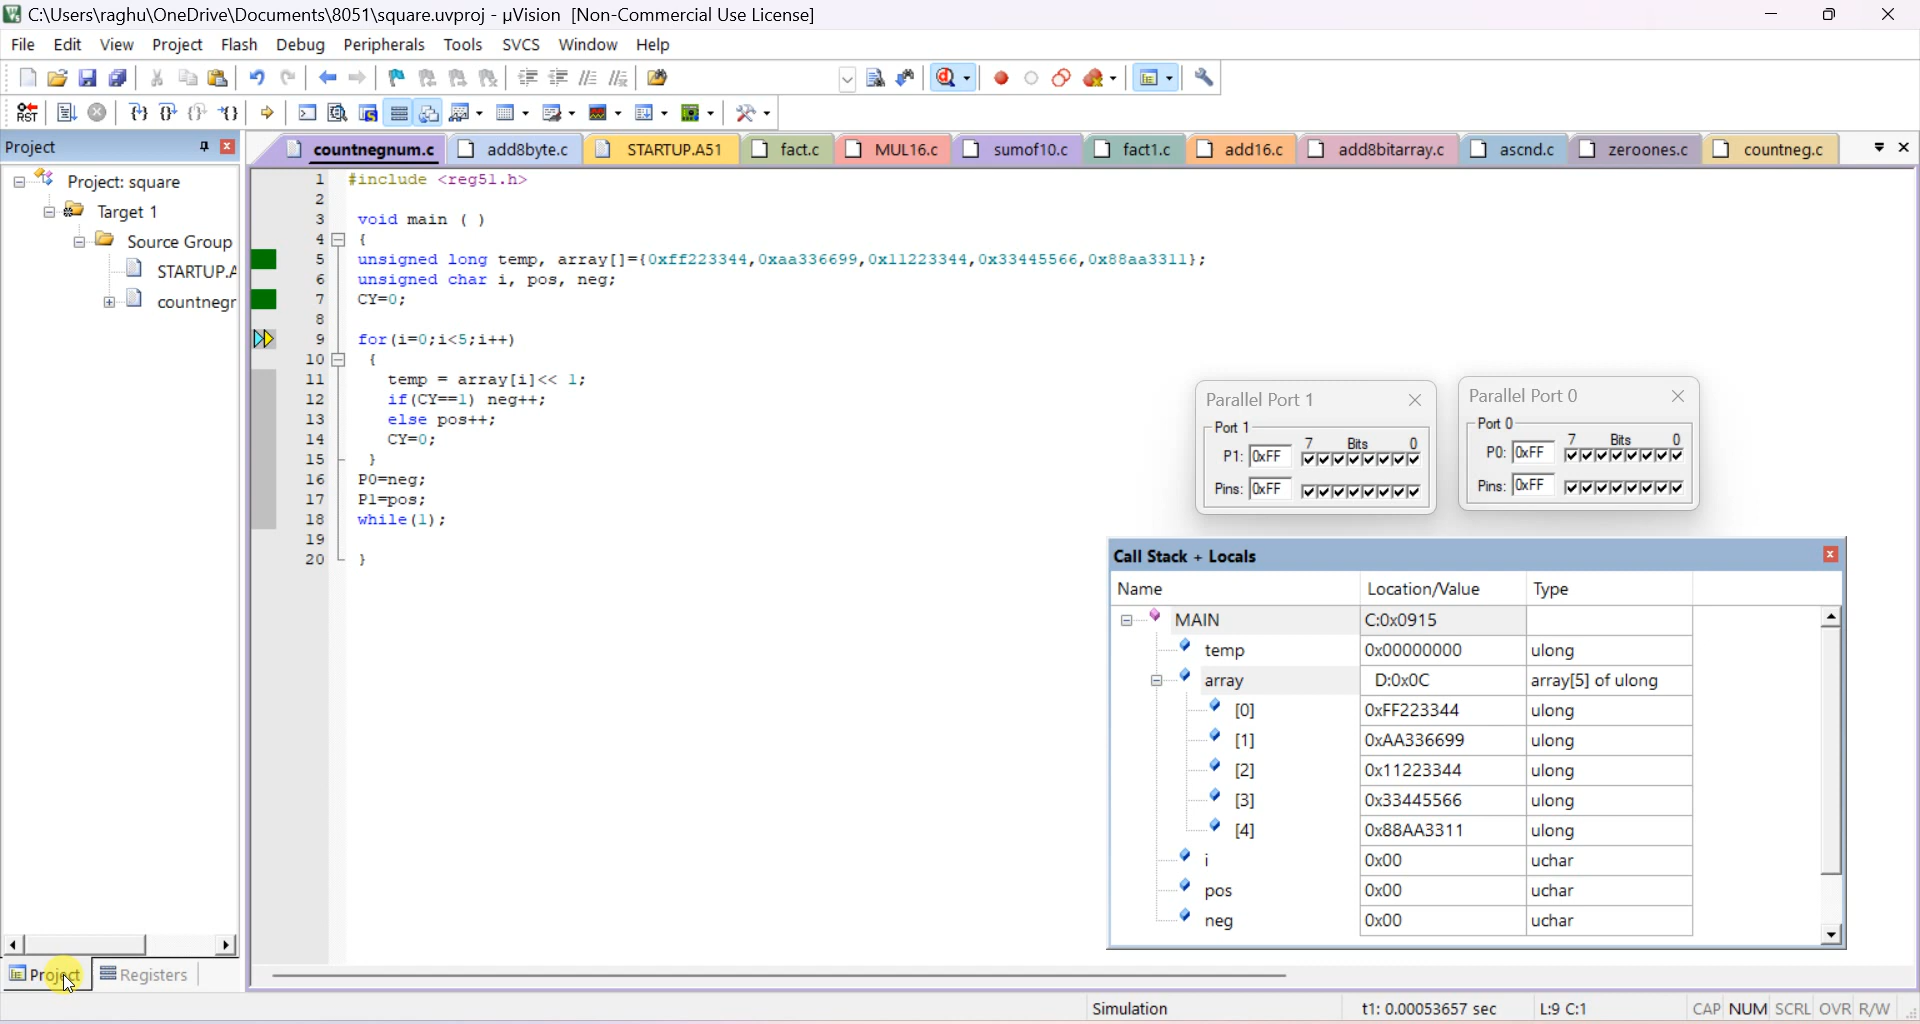 C:\Users\raghu\OneDrive\Documents\8051\square.uvproj - µVision [Non-Commercial Use License]
File Edit View Project Flash Debug Peripherals Tools SVCS Window Help
RST
Project
countnegnum.c add8byte.c STARTUP.A51 fact.c MUL16.c sumof10.c fact1.c add16.c add8bitarray.c ascnd.c zeroones.c countneg.c
Project: square
Target 1
Source Group
STARTUP.A
countnegr
1 #include <reg51.h>
2
3 void main ( )
4 {
5 unsigned long temp, array[]={0xff223344,0xaa336699,0x11223344,0x33445566,0x88aa3311};
6 unsigned char i, pos, neg;
7 CY=0;
8
9 for(i=0;i<5;i++)
10 {
11 temp = array[i]<< 1;
12 if(CY==1) neg++;
13 else pos++;
14 CY=0;
15 }
16 P0=neg;
17 P1=pos;
18 while(1);
19
20 }
Parallel Port 1
Port 1
7 Bits 0
P1: 0xFF
Pins: 0xFF
Parallel Port 0
Port 0
7 Bits 0
P0: 0xFF
Pins: 0xFF
Call Stack + Locals
Name Location/Value Type
MAIN C:0x0915
temp 0x00000000 ulong
array D:0x0C array[5] of ulong
[0] 0xFF223344 ulong
[1] 0xAA336699 ulong
[2] 0x11223344 ulong
[3] 0x33445566 ulong
[4] 0x88AA3311 ulong
i 0x00 uchar
pos 0x00 uchar
neg 0x00 uchar
Project Registers
Simulation t1: 0.00053657 sec L:9 C:1 CAP NUM SCRL OVR R/W